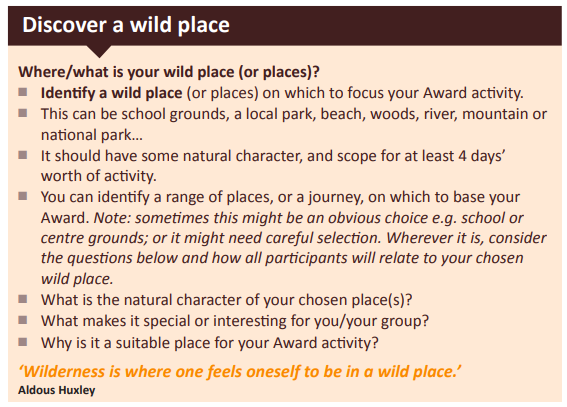 Discover a wild place
Where/what is your wild place (or places)?
■ Identify a wild place (or places) on which to focus your Award activity.
■ This can be school grounds, a local park, beach, woods, river, mountain or
national park…
■ It should have some natural character, and scope for at least 4 days’
worth of activity.
■ You can identify a range of places, or a journey, on which to base your
Award. Note: sometimes this might be an obvious choice e.g. school or
centre grounds; or it might need careful selection. Wherever it is, consider
the questions below and how all participants will relate to your chosen
wild place.
■ What is the natural character of your chosen place(s)?
■ What makes it special or interesting for you/your group?
■ Why is it a suitable place for your Award activity?
‘Wilderness is where one feels oneself to be in a wild place.’
Aldous Huxley